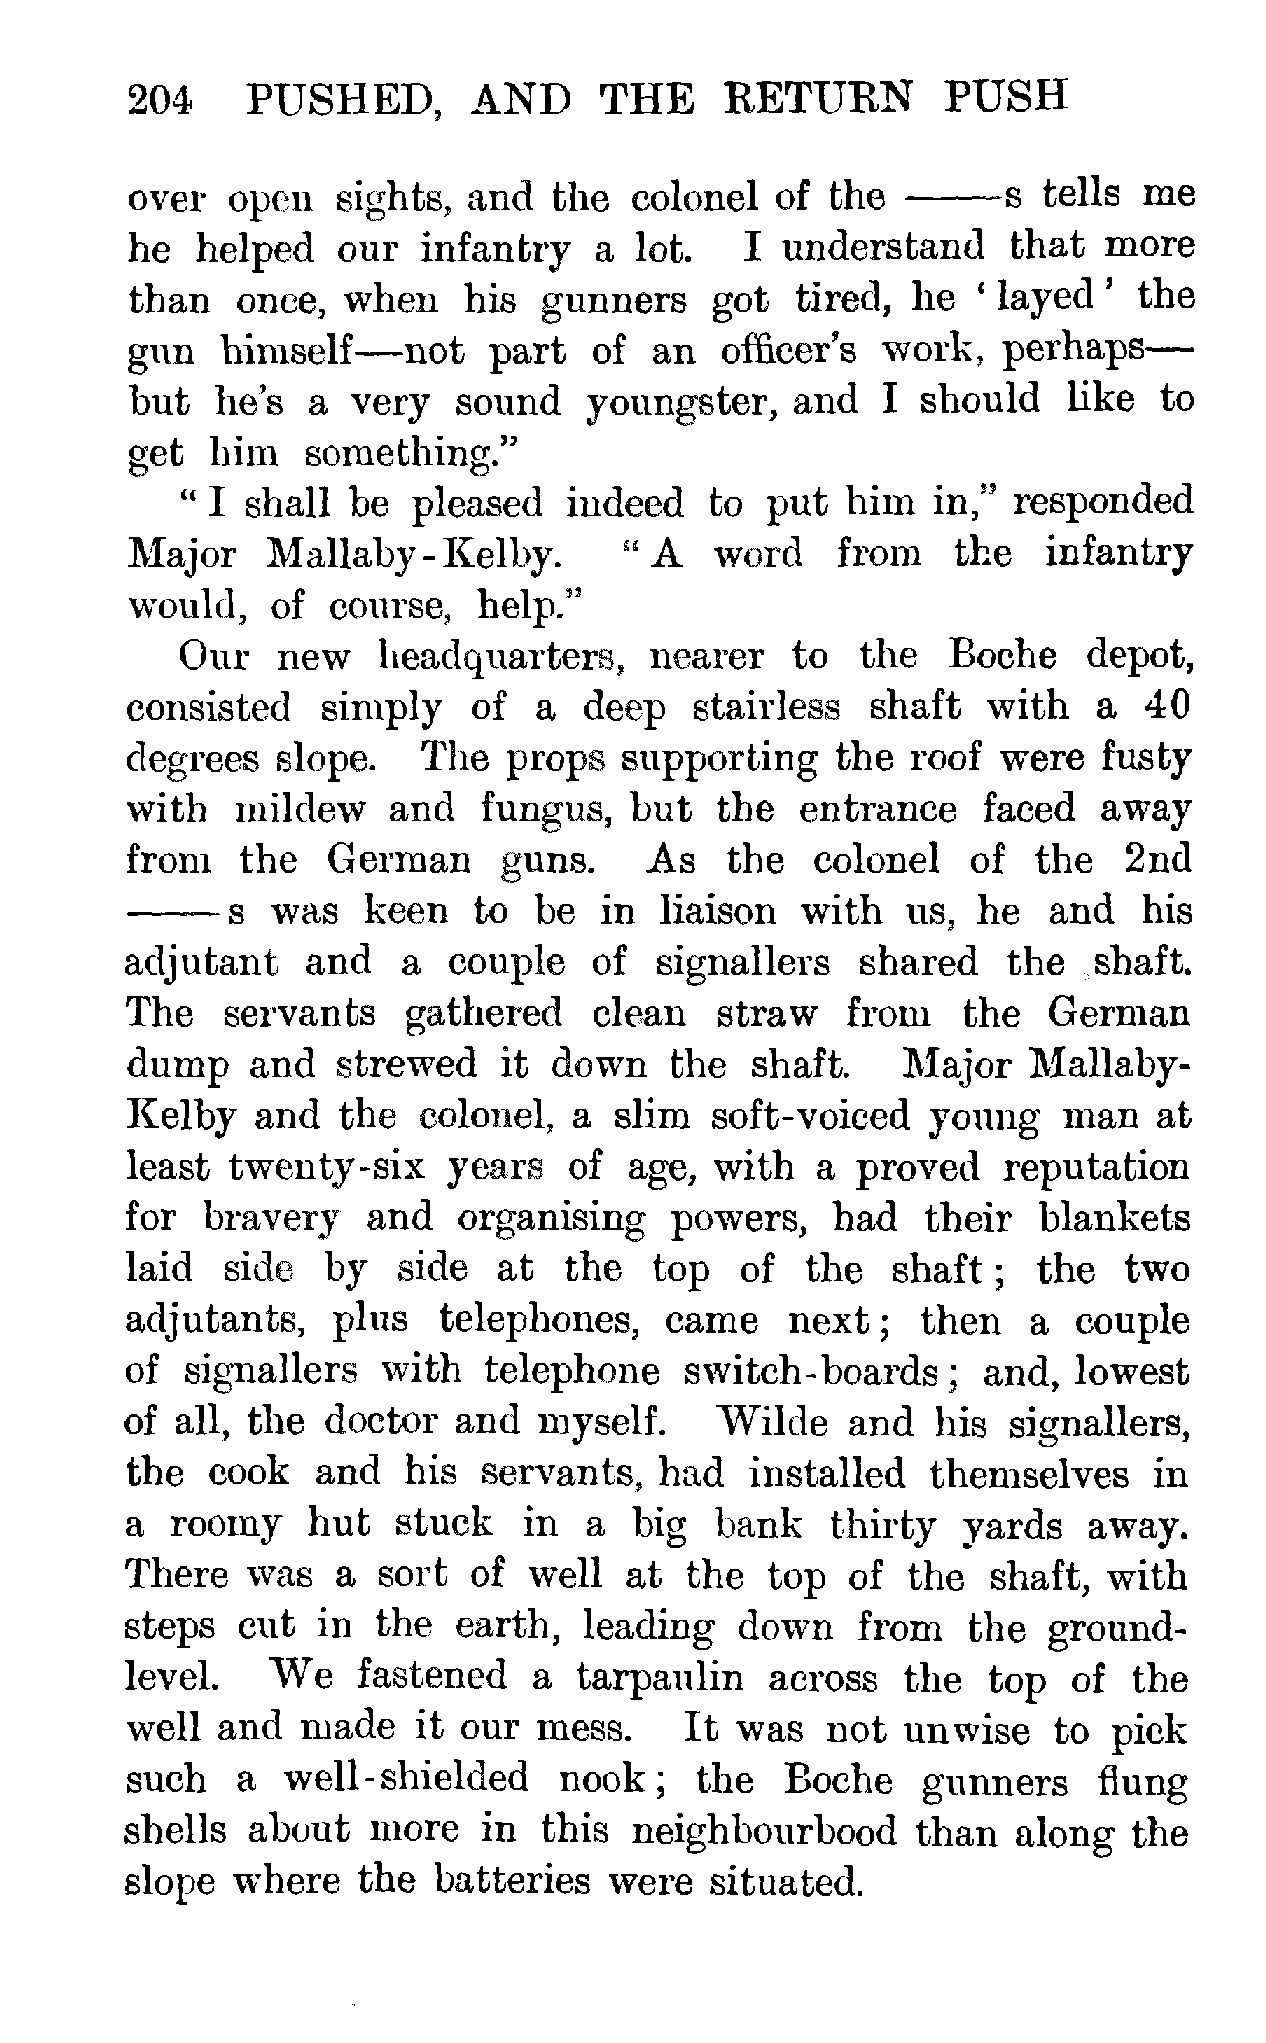 204 PUSHED, AND THE RETURN PUSH
over open sights, and the colonel of the ——s tells me
he helped our infantry a lot. I understand that more
than once, when his gunners got tired, he ‘ layed ’ the
gun himself—not part of an officer’s work, perhaps—
but he’s a very sound youngster, and I should like to
get him something.”
“ I shall be pleased indeed to put him in,” responded
Major Mallaby-Kelby. “ A word from the infantry
would, of course, help.”
Our new headquarters, nearer to the Boche depot,
consisted simply of a deep stairless shaft with a 40
degrees slope. The props supporting the roof were fusty
with mildew and fungus, but the entrance faced away
from the German guns. As the colonel of the 2nd
——s was keen to be in liaison with us, he and his
adjutant and a couple of signallers shared the shaft.
The servants gathered clean straw from the German
dump and strewed it down the shaft. Major Mallaby-
Kelby and the colonel, a slim soft-voiced young man at
least twenty-six years of age, with a proved reputation
for bravery and organising powers, had their blankets
laid side by side at the top of the shaft ; the two
adjutants, plus telephones, came next ; then a couple
of signallers with telephone switch-boards ; and, lowest
of all, the doctor and myself. Wilde and his signallers,
the cook and his servants, had installed themselves in
a roomy hut stuck in a big bank thirty yards away.
There was a sort of well at the top of the shaft, with
steps cut in the earth, leading down from the ground-
level. We fastened a tarpaulin across the top of the
well and made it our mess. It was not unwise to pick
such a well-shielded nook ; the Boche gunners flung
shells about more in this neighbourbood than along the
slope where the batteries were situated.